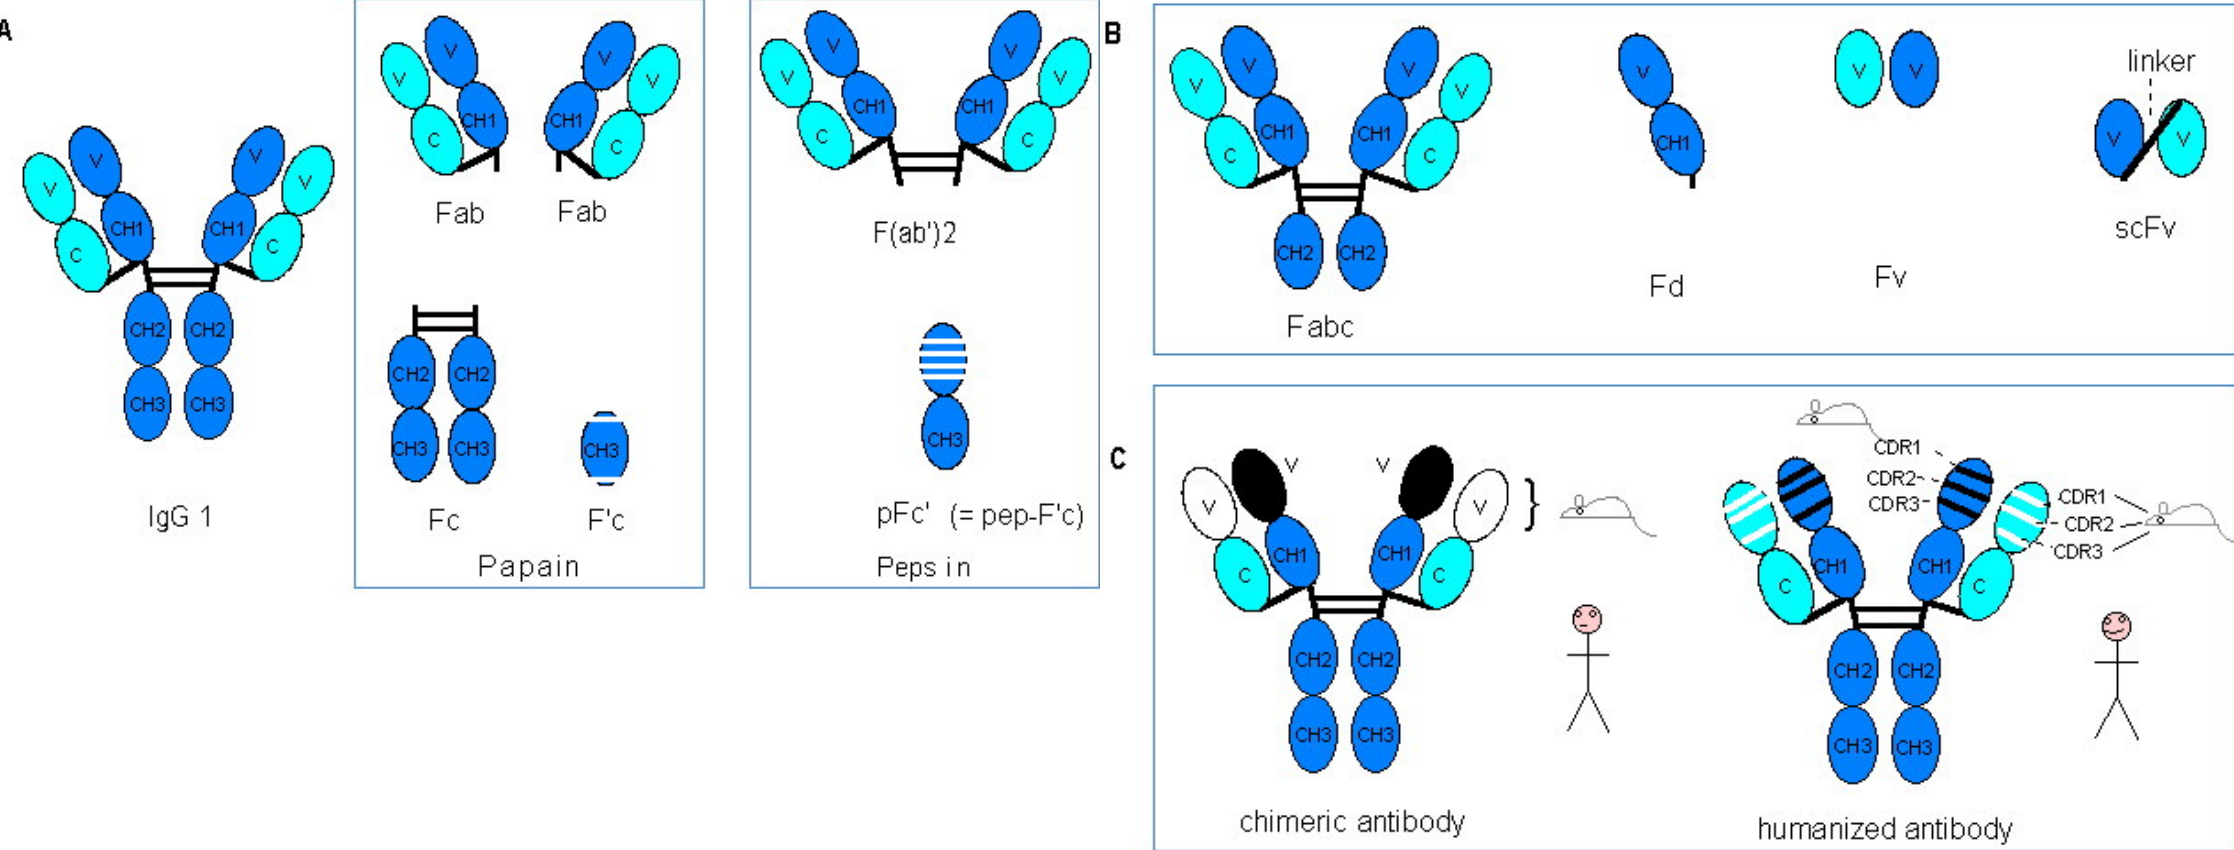 A
V
V
CH1
C
V
V
CH1
C
CH2
CH2
CH3
CH3
IgG 1
V
V
CH1
C
V
V
CH1
C
Fab
Fab
CH2
CH2
CH3
CH3
CH3
Fc
F'c
Papain
V
V
CH1
C
V
V
CH1
C
F(ab')2
CH3
pFc' (= pep-F'c)
Peps in
B
V
V
CH1
C
V
V
CH1
C
CH2
CH2
Fabc
V
CH1
Fd
V
V
Fv
linker
V
V
scFv
C
V
V
V
V
}
CH1
C
CH1
C
CH2
CH2
CH3
CH3
chimeric antibody
CDR1
CDR2
CDR3
CDR1
CDR2
CDR3
CH1
C
CH1
C
CH2
CH2
CH3
CH3
humanized antibody